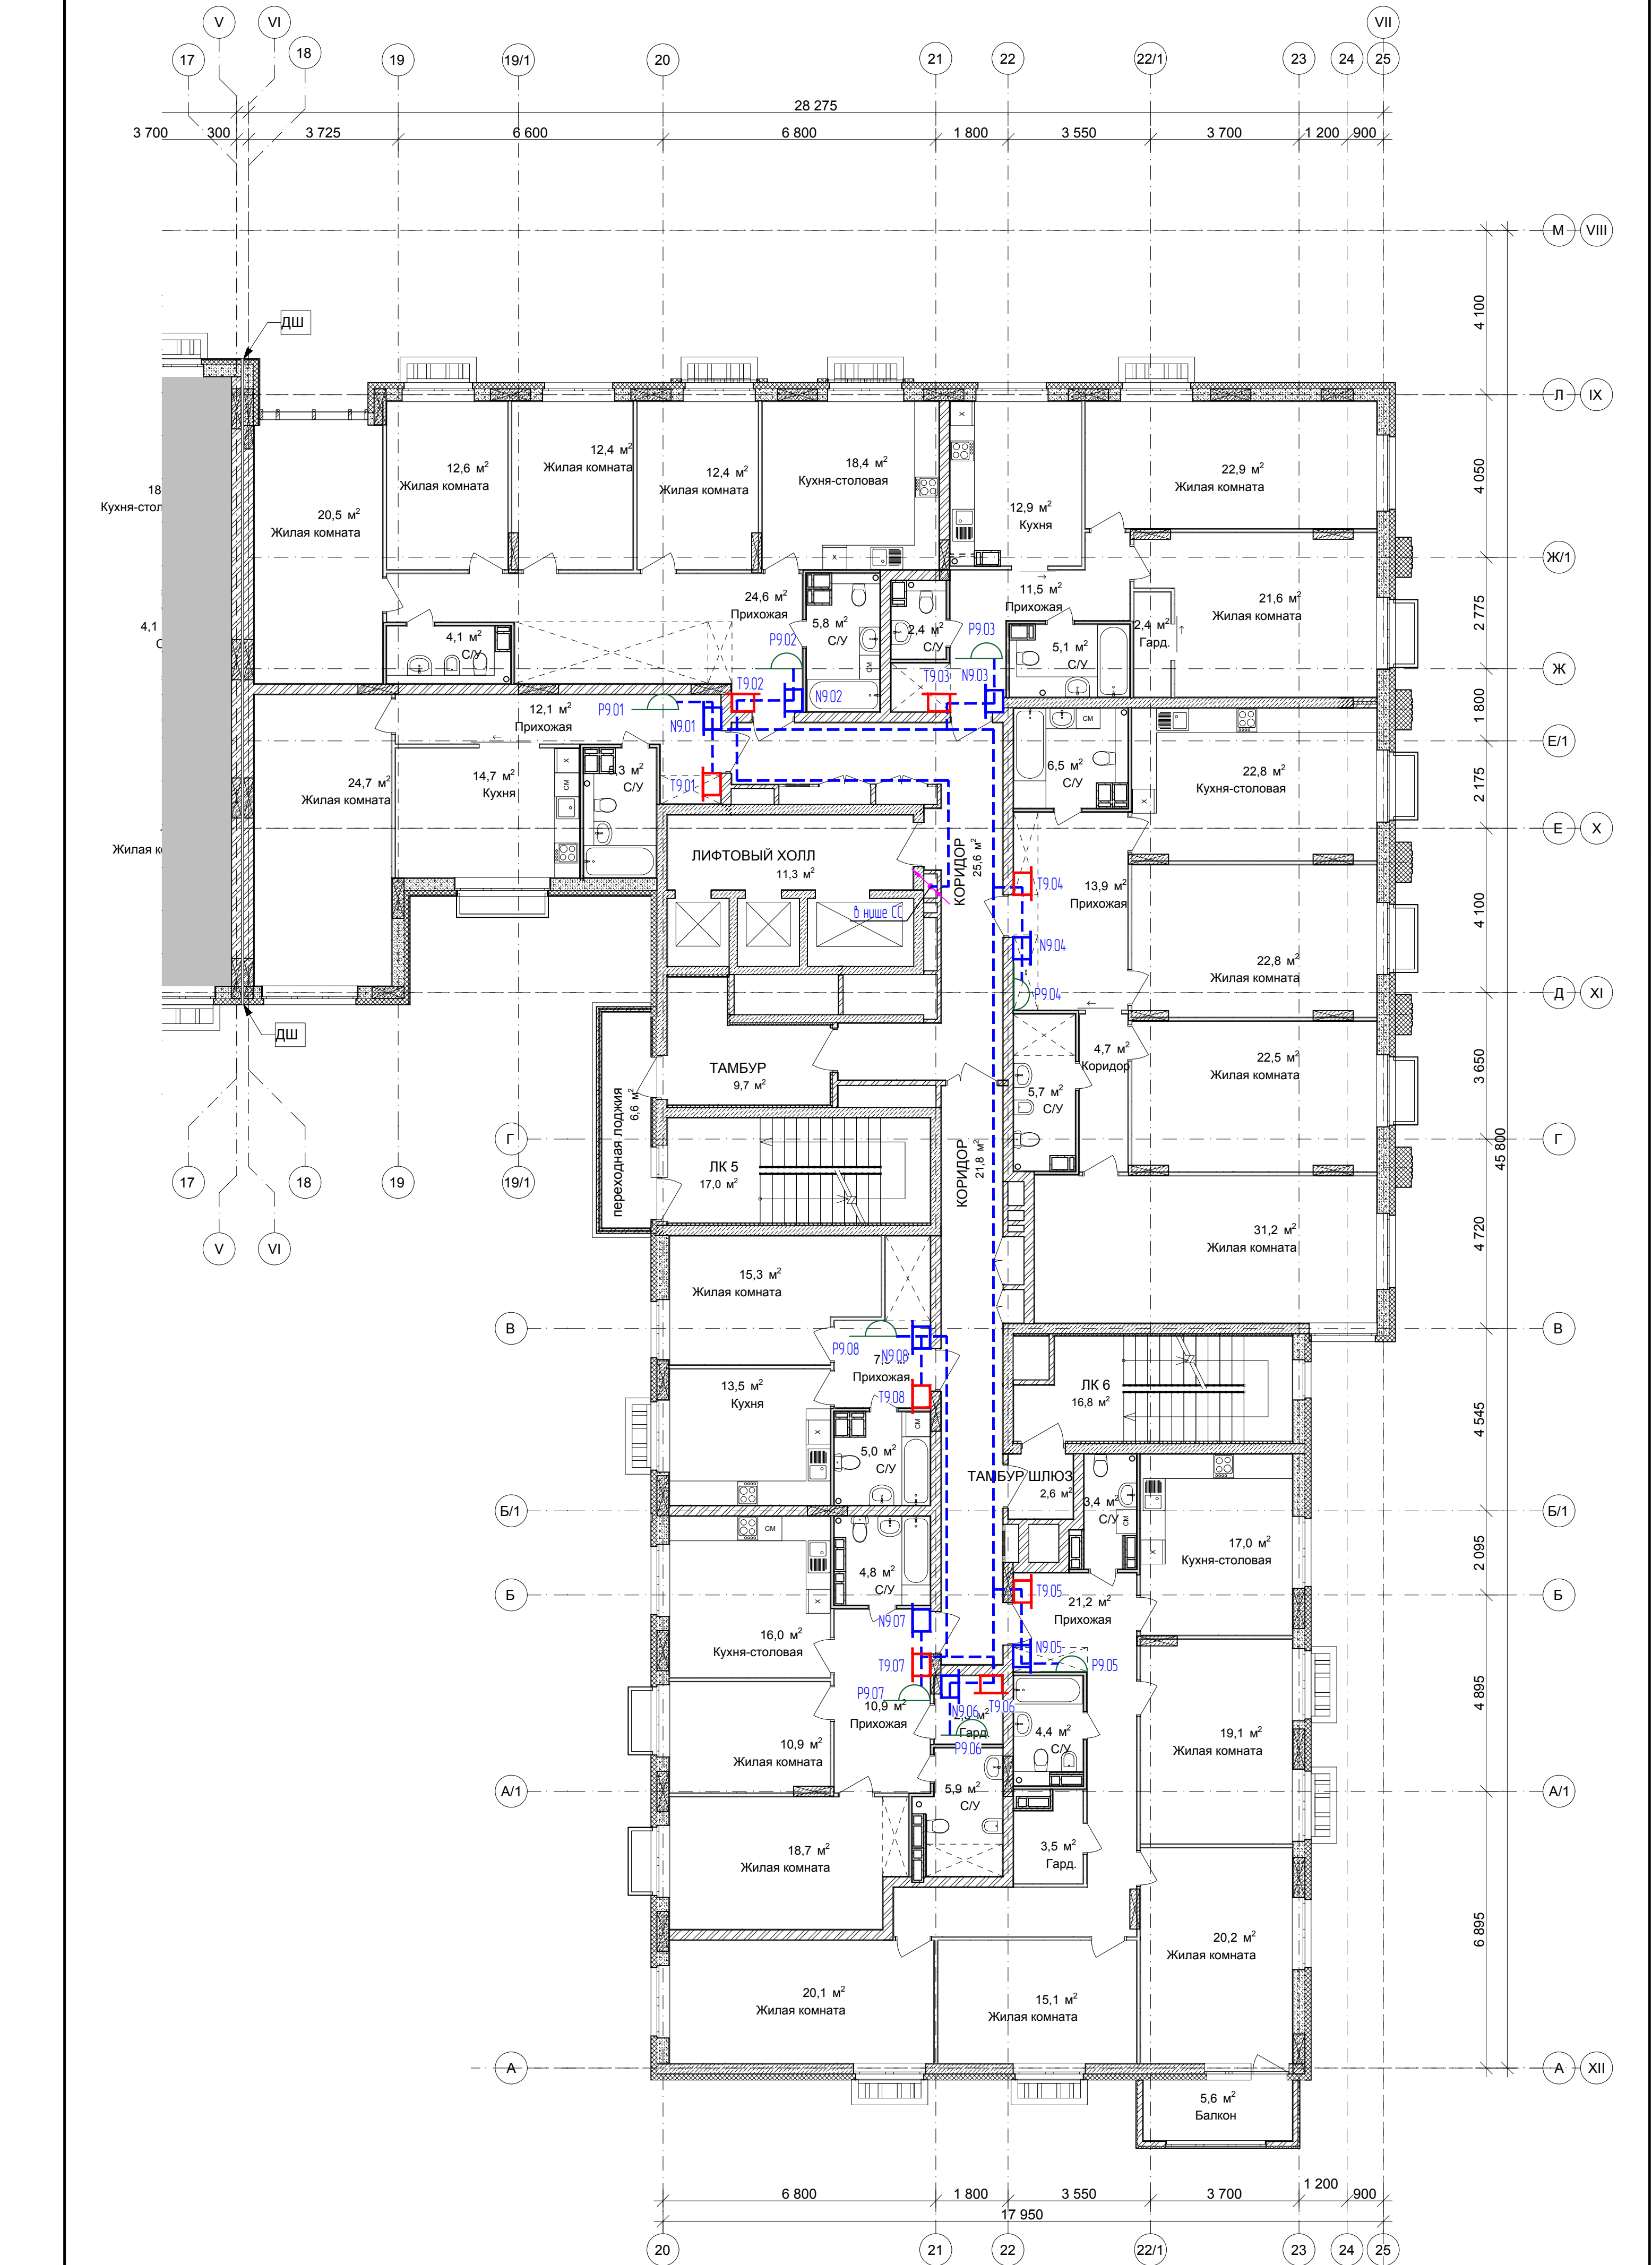 V
VI
VII
17
18
19
19/1
20
21
22
22/1
23
24
25
28 275
3 700
300
3 725
6 600
6 800
1 800
3 550
3 700
1 200
900
М
VIII
4 100
ДШ
Л
IX
12,6 м²
Жилая комната
12,4 м²
Жилая комната
12,4 м²
Жилая комната
18,4 м²
Кухня-столовая
22,9 м²
Жилая комната
4 050
18
Кухня-стол
20,5 м²
Жилая комната
12,9 м²
Кухня
Х
Ж/1
Х
24,6 м²
Прихожая
11,5 м²
Прихожая
21,6 м²
Жилая комната
2 775
4,1
С
4,1 м²
С/У
5,8 м²
С/У
СМ
2,4 м²
С/У
5,1 м²
С/У
2,4 м²
Гард.
P9.02
P9.03
Ж
T9.02
N9.02
T9.03
N9.03
P9.01
N9.01
12,1 м²
Прихожая
1 800
СМ
Е/1
24,7 м²
Жилая комната
14,7 м²
Кухня
Х
СМ
5,3 м²
С/У
T9.01
6,5 м²
С/У
22,8 м²
Кухня-столовая
Х
2 175
Жилая к
ЛИФТОВЫЙ ХОЛЛ
11,3 м²
КОРИДОР
25,6 м²
Е
X
T9.04
13,9 м²
Прихожая
4 100
в нише СС
N9.04
22,8 м²
Жилая комната
P9.04
Д
XI
ДШ
ТАМБУР
9,7 м²
4,7 м²
Коридор
22,5 м²
Жилая комната
3 650
переходная лоджия
6,6 м²
5,7 м²
С/У
Г
КОРИДОР
21,8 м²
Г
45 800
17
18
19
19/1
ЛК 5
17,0 м²
V
VI
31,2 м²
Жилая комната
4 720
15,3 м²
Жилая комната
В
P9.08
N9.08
Прихожая
В
13,5 м²
Кухня
T9.08
ЛК 6
16,8 м²
4 545
Х
СМ
5,0 м²
С/У
ТАМБУР ШЛЮЗ
2,6 м²
3,4 м²
С/У
СМ
Б/1
Б/1
СМ
4,8 м²
С/У
17,0 м²
Кухня-столовая
Х
2 095
Б
Х
T9.05
21,2 м²
Прихожая
Б
N9.07
16,0 м²
Кухня-столовая
T9.07
N9.05
P9.05
P9.07
10,9 м²
Прихожая
N9.06
T9.06
Гард.
P9.06
4,4 м²
С/У
19,1 м²
Жилая комната
4 895
10,9 м²
Жилая комната
А/1
5,9 м²
С/У
А/1
18,7 м²
Жилая комната
3,5 м²
Гард.
20,2 м²
Жилая комната
6 895
20,1 м²
Жилая комната
15,1 м²
Жилая комната
А
А
XII
5,6 м²
Балкон
6 800
1 800
3 550
3 700
1 200
900
17 950
20
21
22
22/1
23
24
25